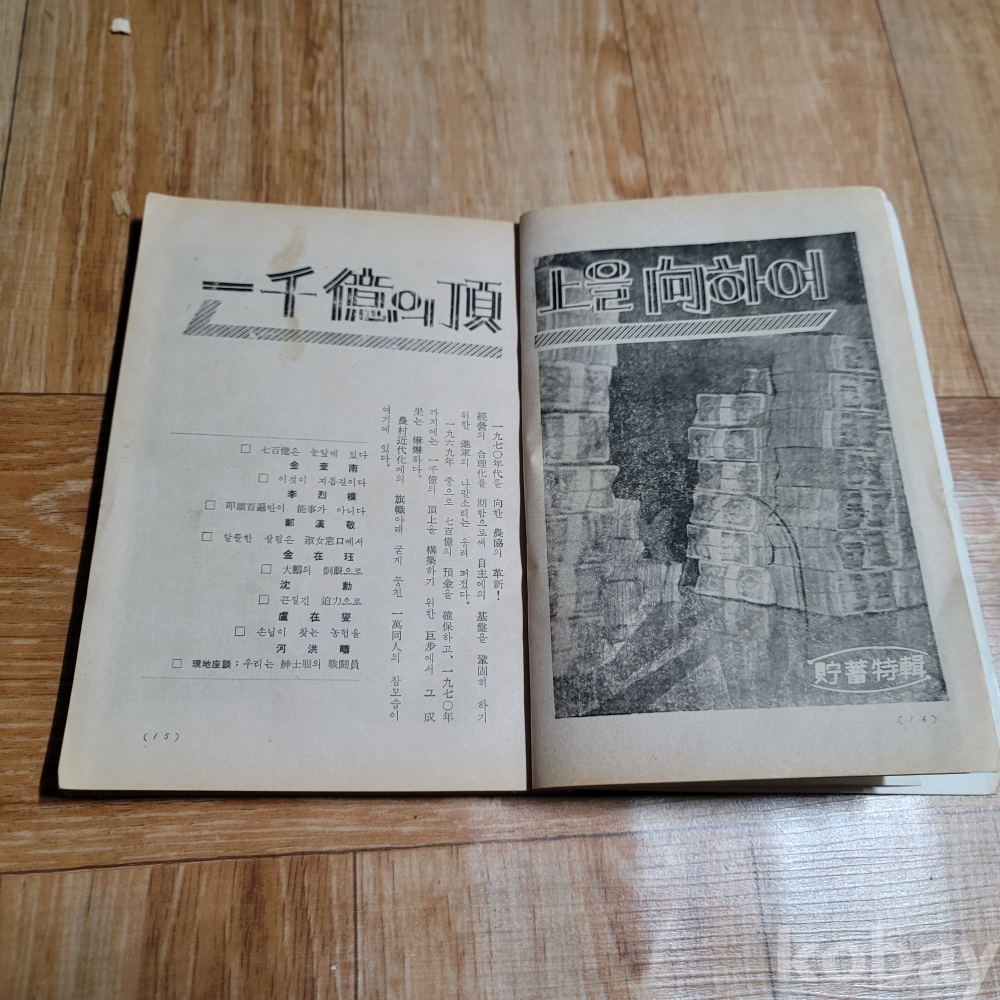 一千億의 頂上을 向하여
一九七〇年代를 向한 農協의 革新!
經營의 合理化를 期함으로써 自主에의 基盤을 鞏固히 하기
위한 進軍의 나팔소리는 울려 퍼졌다.
一九六九年 중으로 七百億의 預金을 確保하고、一九七〇年
까지에는 一千億의 頂上을 構築하기 위한 巨步에서 그 成
果는 赫赫하다.
農村近代化에의 旗幟아래 굳게 뭉친 一萬同人의 참모습이
여기에 있다.
□ 七百億은 눈앞에 있다
金奎南
□ 이것이 지름길이다
李烈模
□ 叩頭百遍만이 能事가 아니다
鄭漢敬
□ 알뜰한 살림은 淑女窓口에서
金在珏
□ 大鵬의 炯眼으로
沈勳
□ 끈질긴 迫力으로
盧在燮
□ 손님이 찾는 농협을
河洪疇
□ 現地座談：우리는 紳士服의 戰鬪員
(15)
貯蓄特輯
(14)
kobay